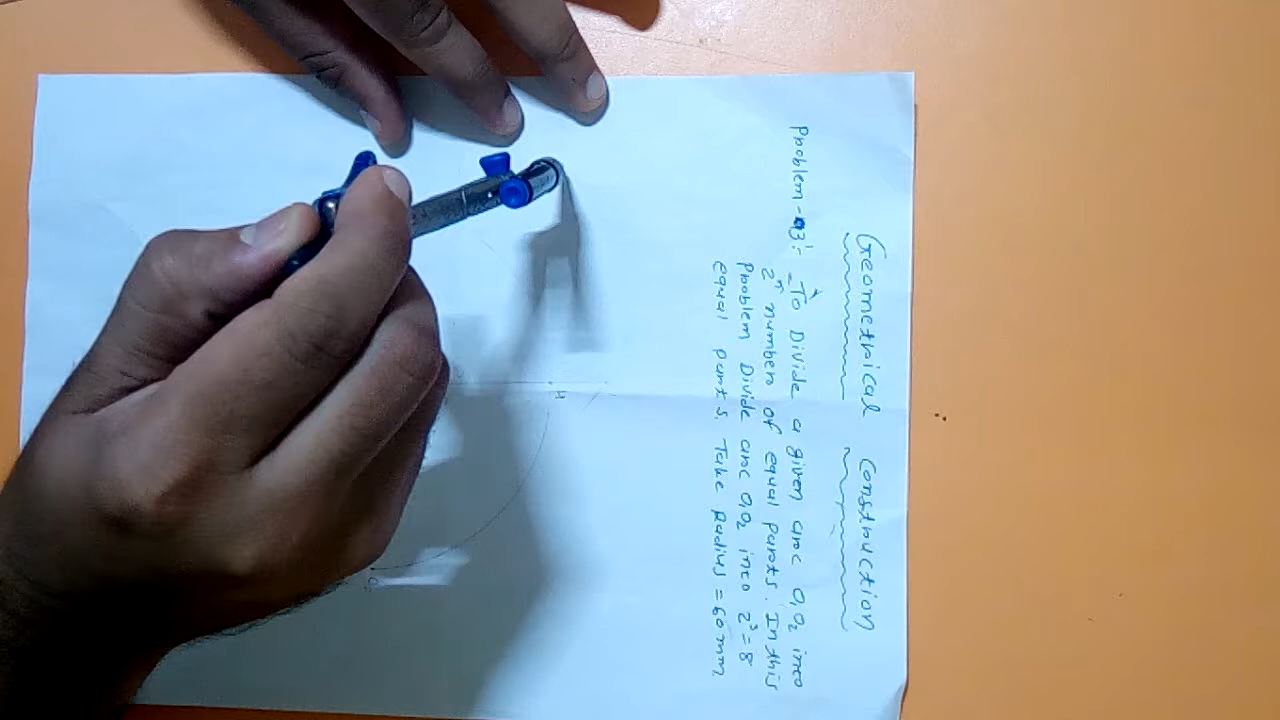 Geometrical Construction
Problem-03:- To Divide a given arc O1O2 into
2ⁿ numbers of equal parts. In this
Problem Divide arc O1O2 into 2³=8
equal parts. Take Radius = 60mm
H